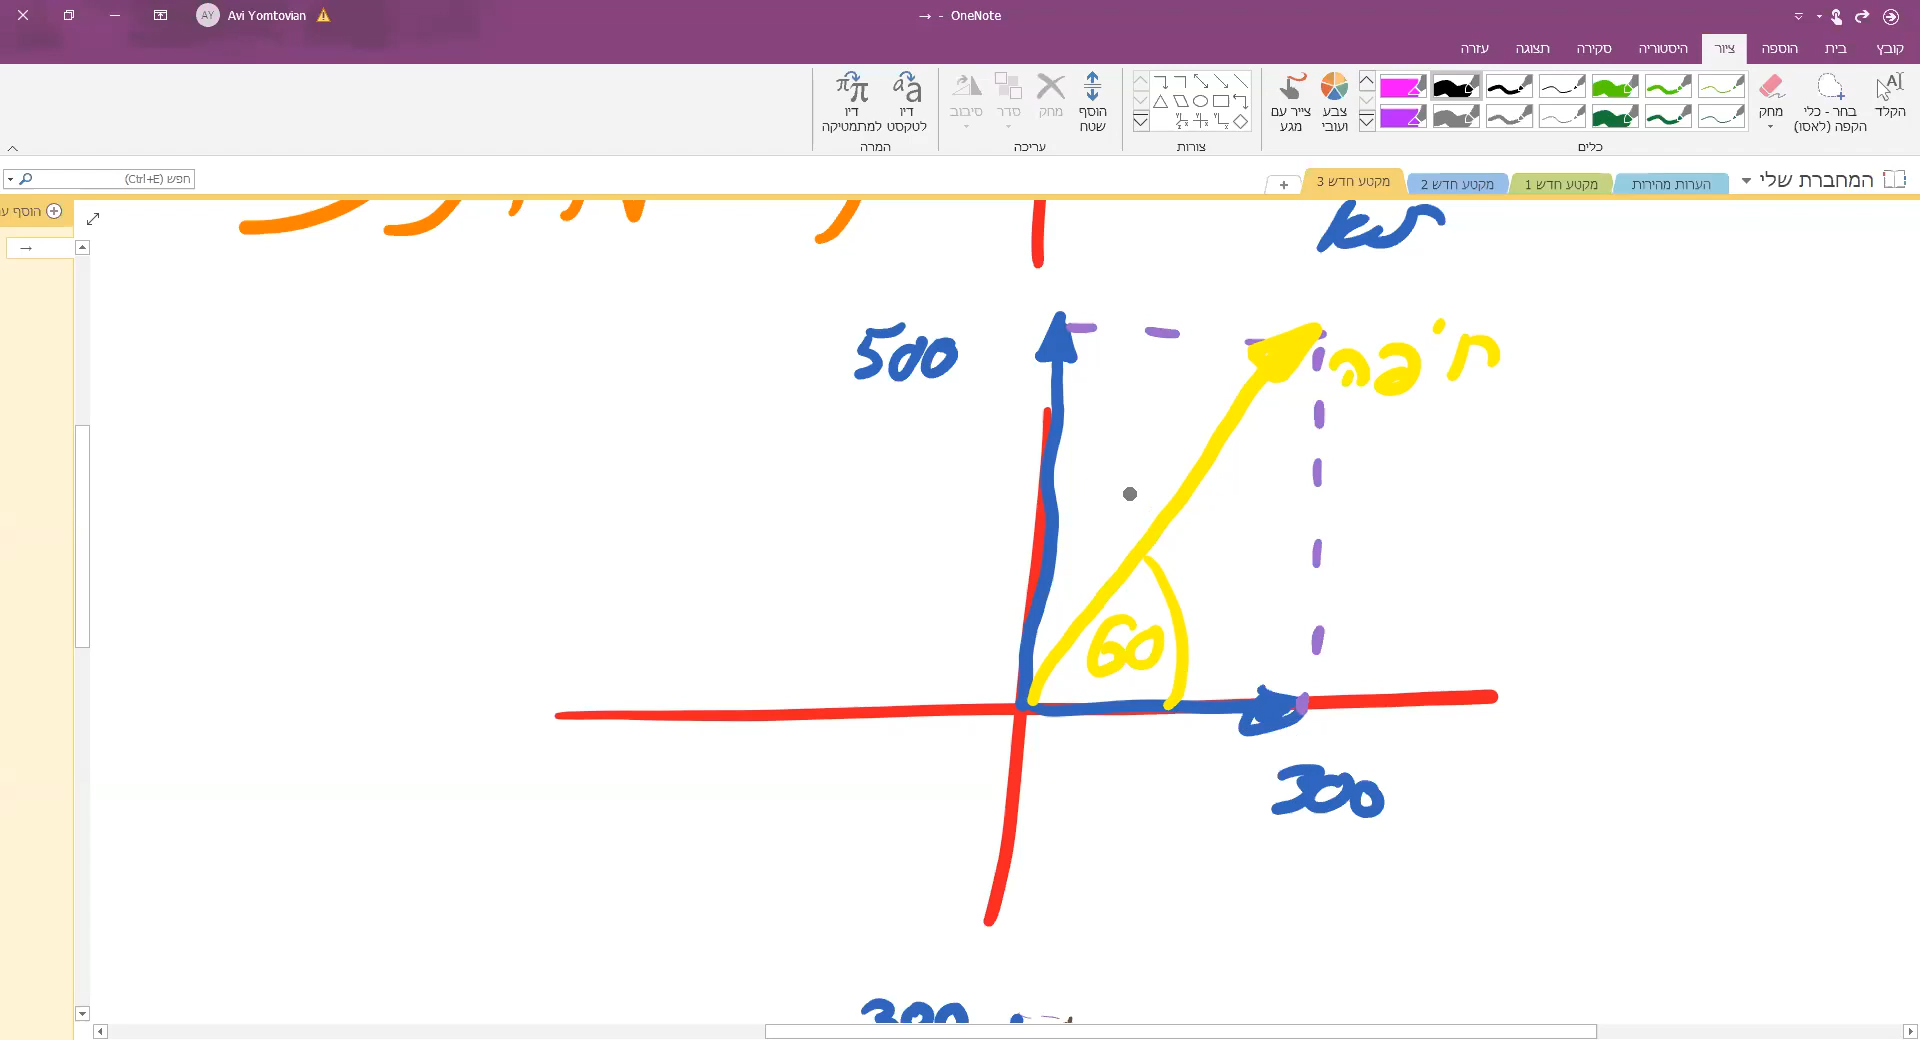 Avi Yomtovian
→ - OneNote
קובץ בית הוספה ציור היסטוריה סקירה תצוגה עזרה
הקלד
בחר - כלי הקפה (לאסו)
מחק
כלים
צבע ועובי
צייר עם מגע
צורות
הוסף שטח
מחק
סדר
סיבוב
עריכה
דיו לטקסט
דיו למתמטיקה
המרה
המחברת שלי
הערות מהירות
מקטע חדש 1
מקטע חדש 2
מקטע חדש 3
+
חפש (Ctrl+E)
→
500
חיפה
60
300
300